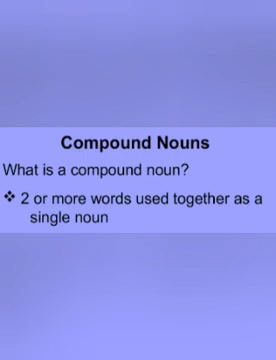 Compound Nouns
What is a compound noun?
❖ 2 or more words used together as a
single noun